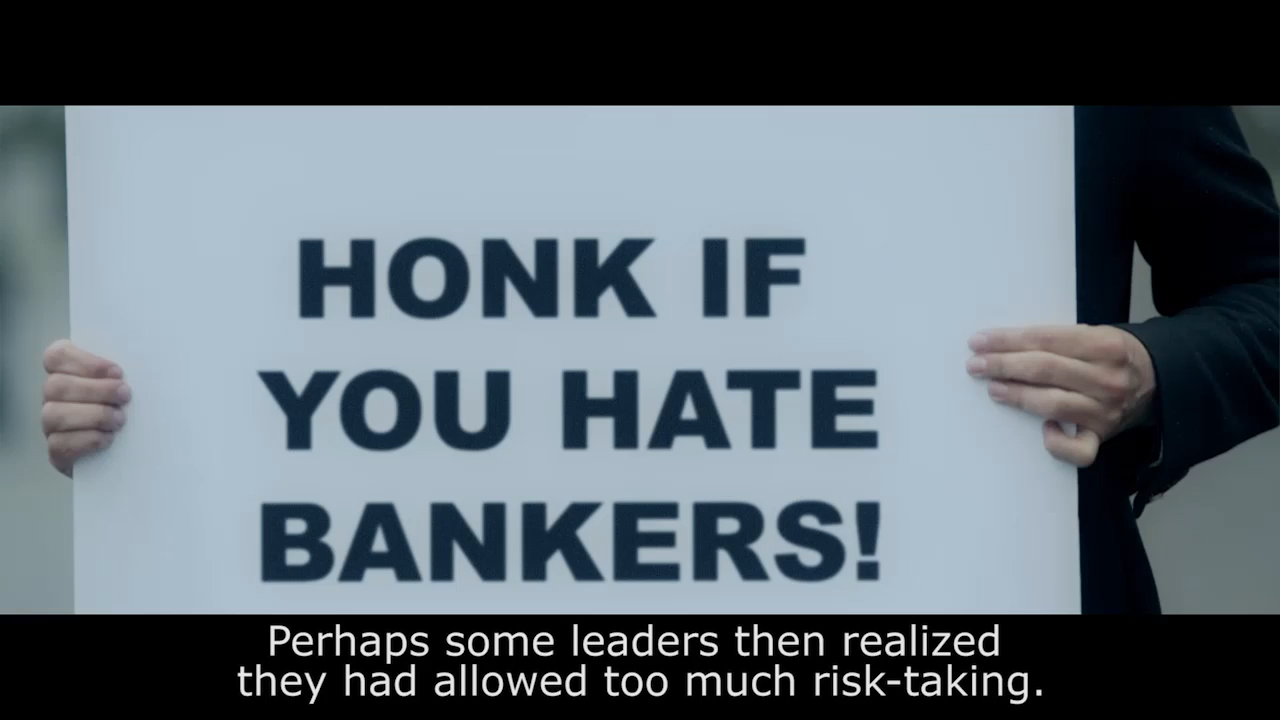 HONK IF
YOU HATE
BANKERS!
Perhaps some leaders then realized
they had allowed too much risk-taking.